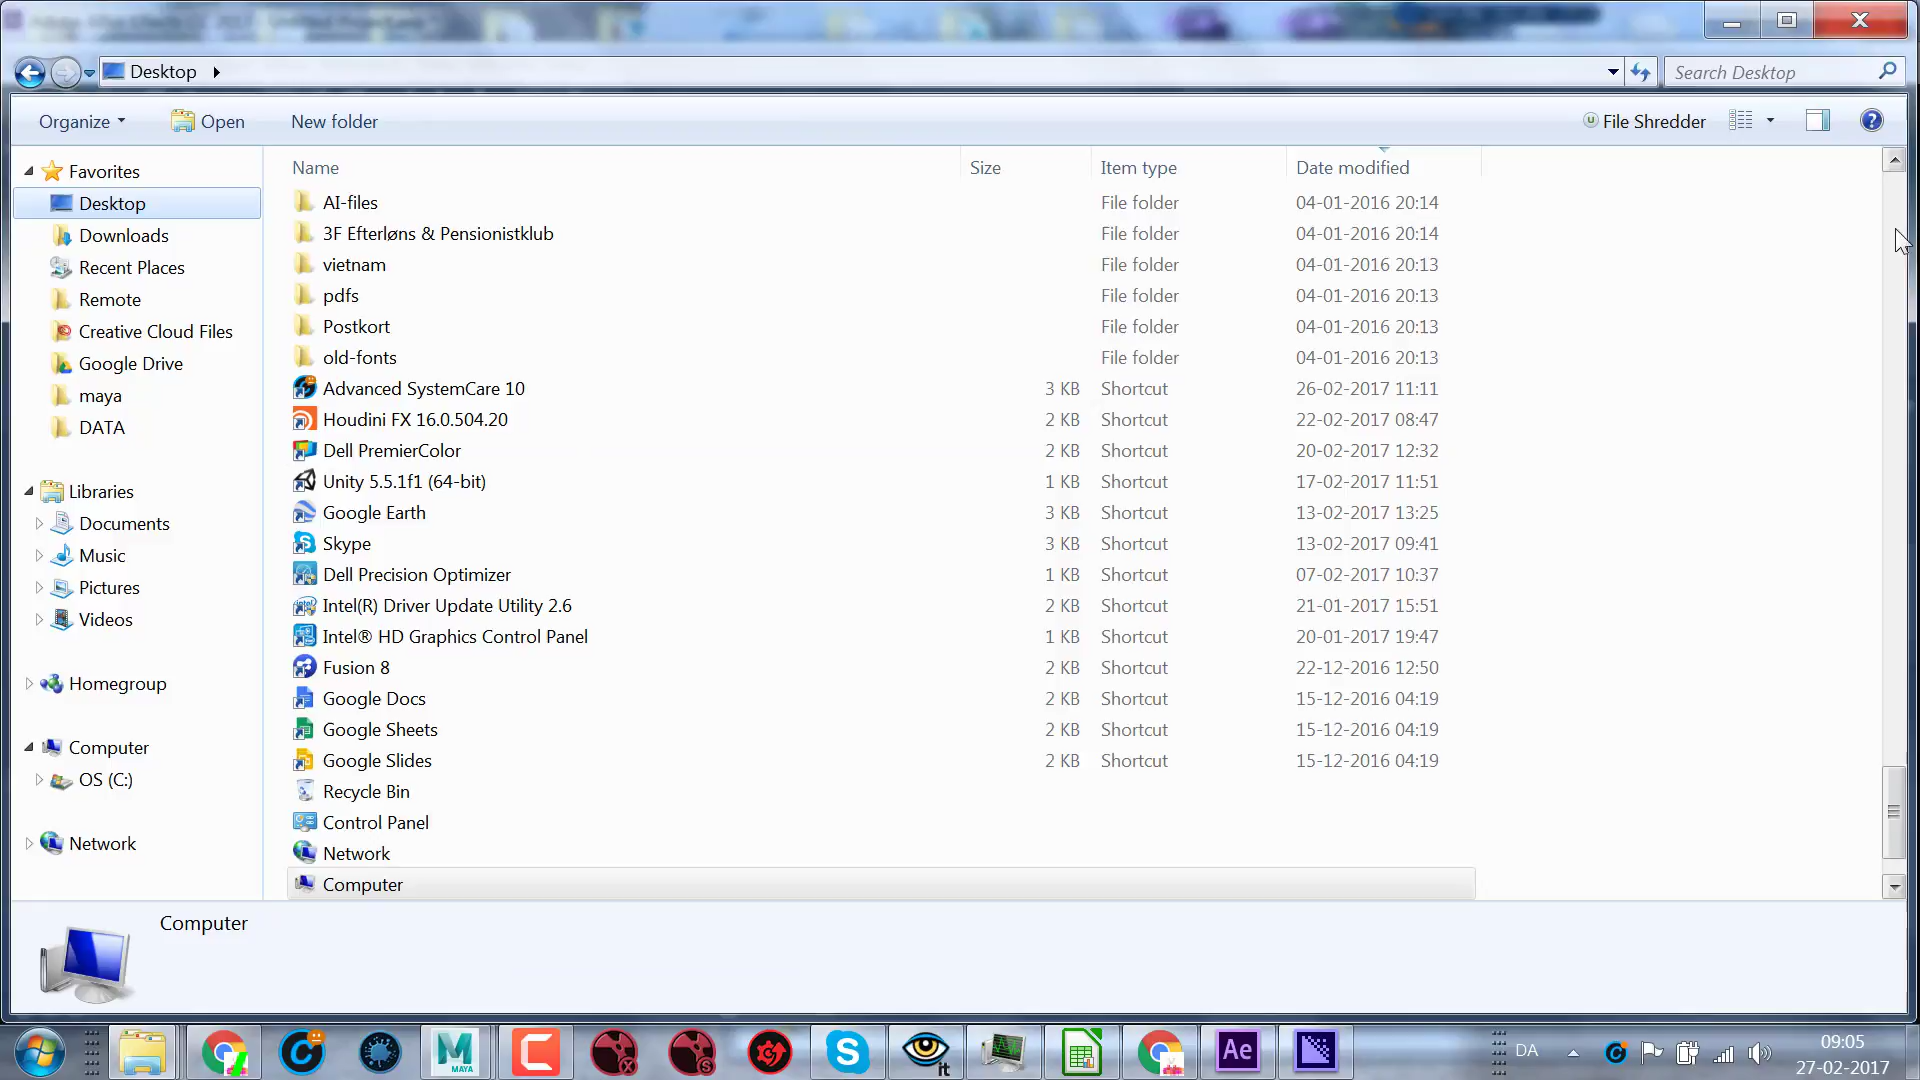 Desktop
Search Desktop
Organize
Open
New folder
File Shredder
Favorites
Desktop
Downloads
Recent Places
Remote
Creative Cloud Files
Google Drive
maya
DATA
Libraries
Documents
Music
Pictures
Videos
Homegroup
Computer
OS (C:)
Network
Name Size Item type Date modified
AI-files File folder 04-01-2016 20:14
3F Efterløns & Pensionistklub File folder 04-01-2016 20:14
vietnam File folder 04-01-2016 20:13
pdfs File folder 04-01-2016 20:13
Postkort File folder 04-01-2016 20:13
old-fonts File folder 04-01-2016 20:13
Advanced SystemCare 10 3 KB Shortcut 26-02-2017 11:11
Houdini FX 16.0.504.20 2 KB Shortcut 22-02-2017 08:47
Dell PremierColor 2 KB Shortcut 20-02-2017 12:32
Unity 5.5.1f1 (64-bit) 1 KB Shortcut 17-02-2017 11:51
Google Earth 3 KB Shortcut 13-02-2017 13:25
Skype 3 KB Shortcut 13-02-2017 09:41
Dell Precision Optimizer 1 KB Shortcut 07-02-2017 10:37
Intel(R) Driver Update Utility 2.6 2 KB Shortcut 21-01-2017 15:51
Intel® HD Graphics Control Panel 1 KB Shortcut 20-01-2017 19:47
Fusion 8 2 KB Shortcut 22-12-2016 12:50
Google Docs 2 KB Shortcut 15-12-2016 04:19
Google Sheets 2 KB Shortcut 15-12-2016 04:19
Google Slides 2 KB Shortcut 15-12-2016 04:19
Recycle Bin
Control Panel
Network
Computer
Computer
MAYA
it
Ae
DA
09:05
27-02-2017